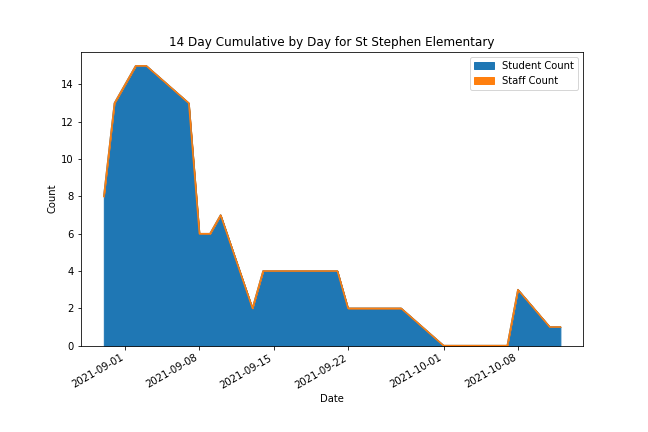 14 Day Cumulative by Day for St Stephen Elementary
Student Count
Staff Count
14
12
10
8
6
4
2
0
Count
2021-09-01
2021-09-08
2021-09-15
2021-09-22
2021-10-01
2021-10-08
Date